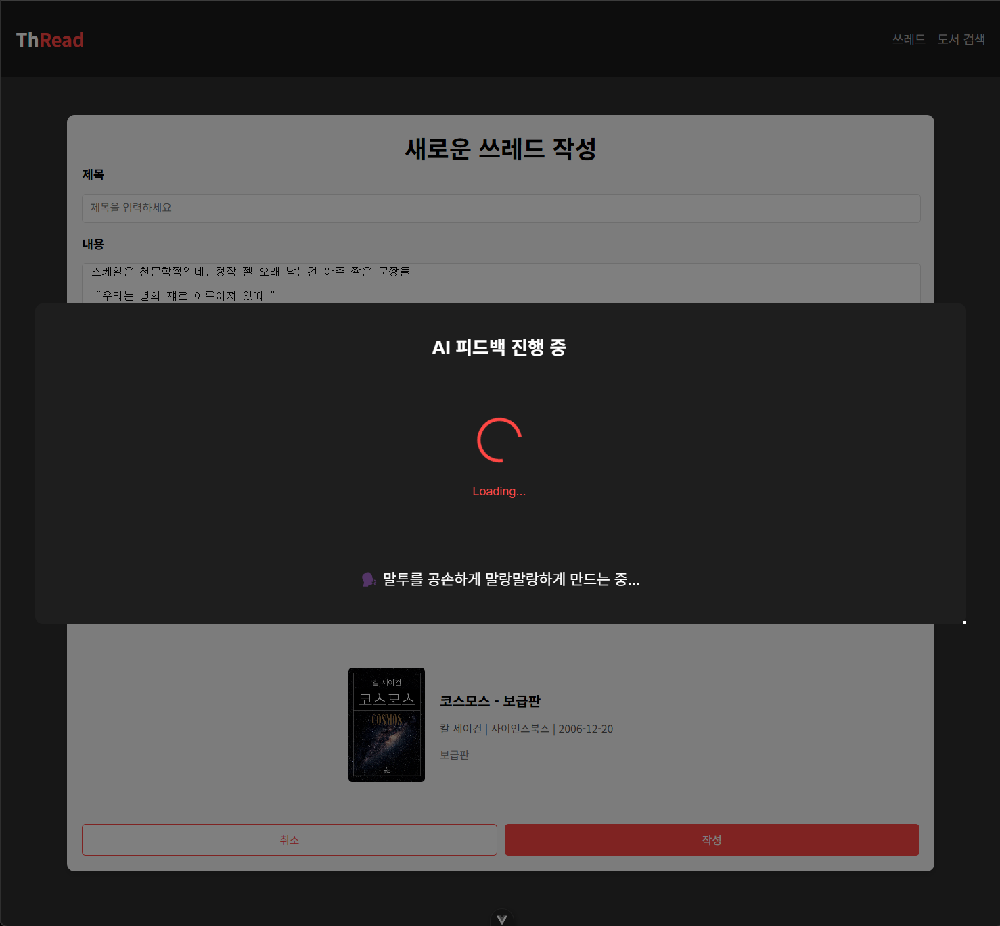 ThRead
쓰레드 도서 검색
새로운 쓰레드 작성
제목
제목을 입력하세요
내용
스케일은 천문학쩍인데, 정작 젤 오래 남는건 아주 짤은 문짱들.
“우리는 별의 쟤로 이루어져 있따.”
AI 피드백 진행 중
Loading...
말투를 공손하게 말랑말랑하게 만드는 중...
칼 세이건
코스모스
COSMOS
코스모스 - 보급판
칼 세이건 | 사이언스북스 | 2006-12-20
보급판
취소
작성